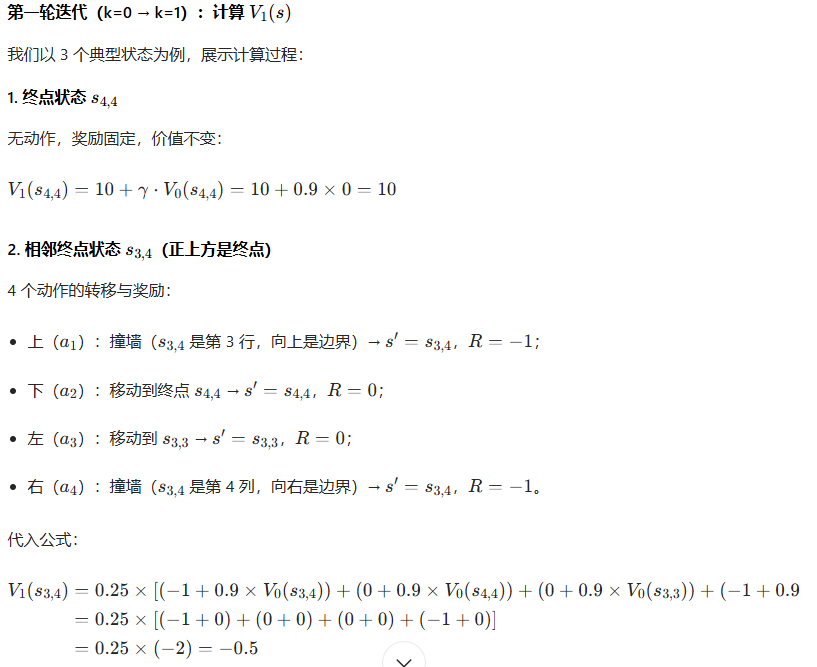 第一轮迭代（k=0 → k=1）：计算 V₁(s)
我们以 3 个典型状态为例，展示计算过程：
1. 终点状态 s₄,₄
无动作，奖励固定，价值不变：
V₁(s₄,₄) = 10 + γ · V₀(s₄,₄) = 10 + 0.9 × 0 = 10
2. 相邻终点状态 s₃,₄（正上方是终点）
4 个动作的转移与奖励：
• 上（a₁）：撞墙（s₃,₄ 是第 3 行，向上是边界）→ s′ = s₃,₄，R = −1；
• 下（a₂）：移动到终点 s₄,₄ → s′ = s₄,₄，R = 0；
• 左（a₃）：移动到 s₃,₃ → s′ = s₃,₃，R = 0；
• 右（a₄）：撞墙（s₃,₄ 是第 4 列，向右是边界）→ s′ = s₃,₄，R = −1。
代入公式：
V₁(s₃,₄) = 0.25 × [(−1 + 0.9 × V₀(s₃,₄)) + (0 + 0.9 × V₀(s₄,₄)) + (0 + 0.9 × V₀(s₃,₃)) + (−1 + 0.9
= 0.25 × [(−1 + 0) + (0 + 0) + (0 + 0) + (−1 + 0)]
= 0.25 × (−2) = −0.5